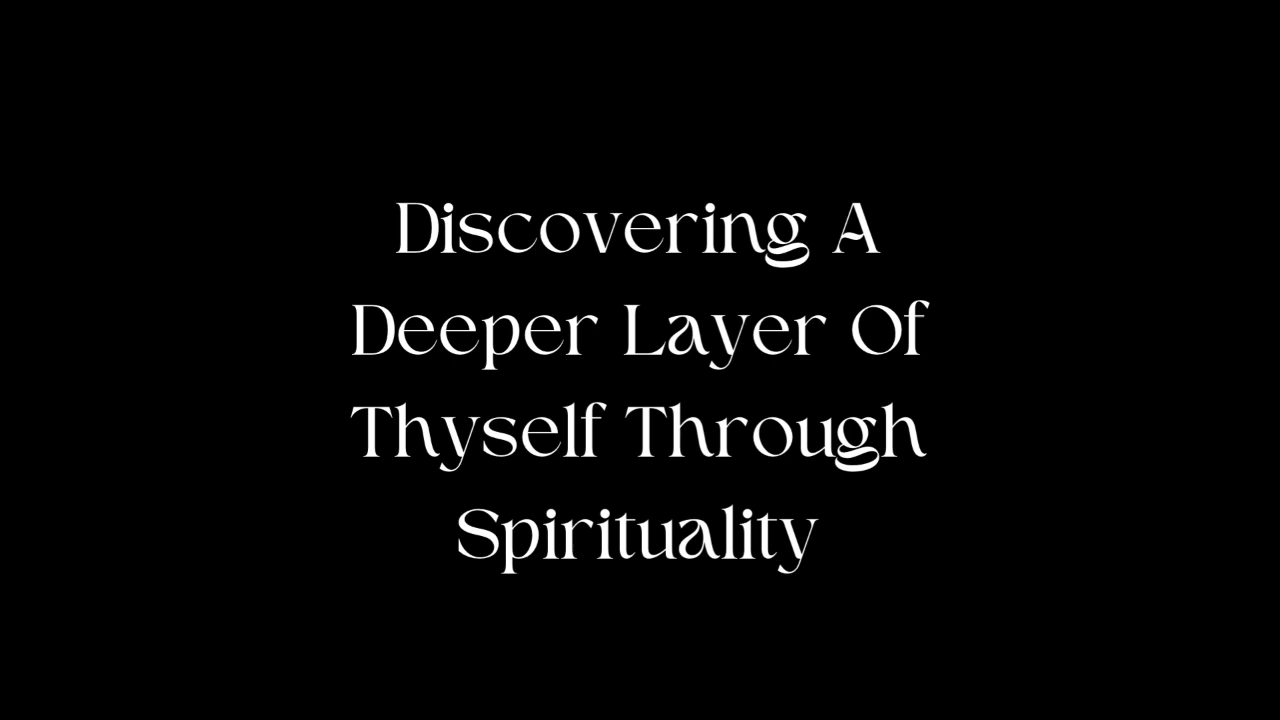 Discovering A
Deeper Layer Of
Thyself Through
Spirituality